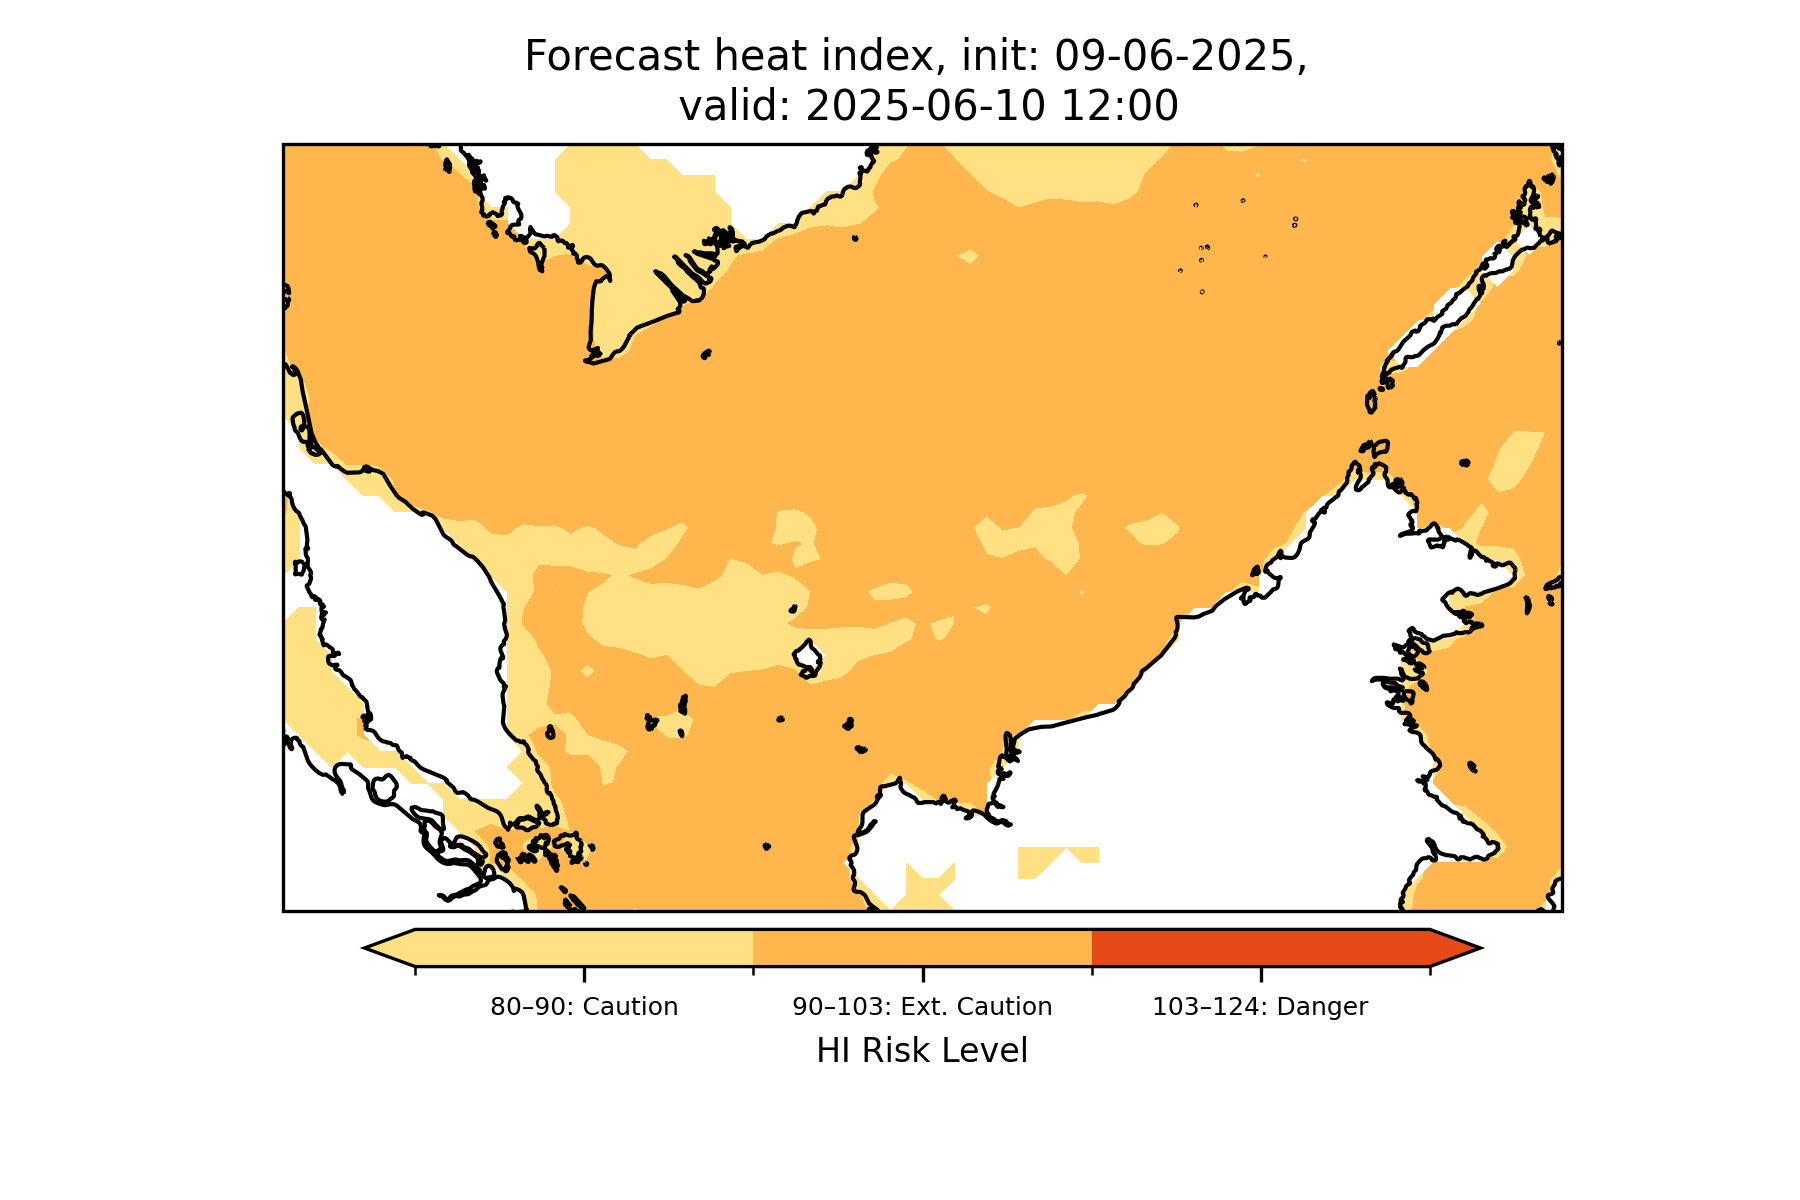 Forecast heat index, init: 09-06-2025,
valid: 2025-06-10 12:00
80–90: Caution
90–103: Ext. Caution
103–124: Danger
HI Risk Level